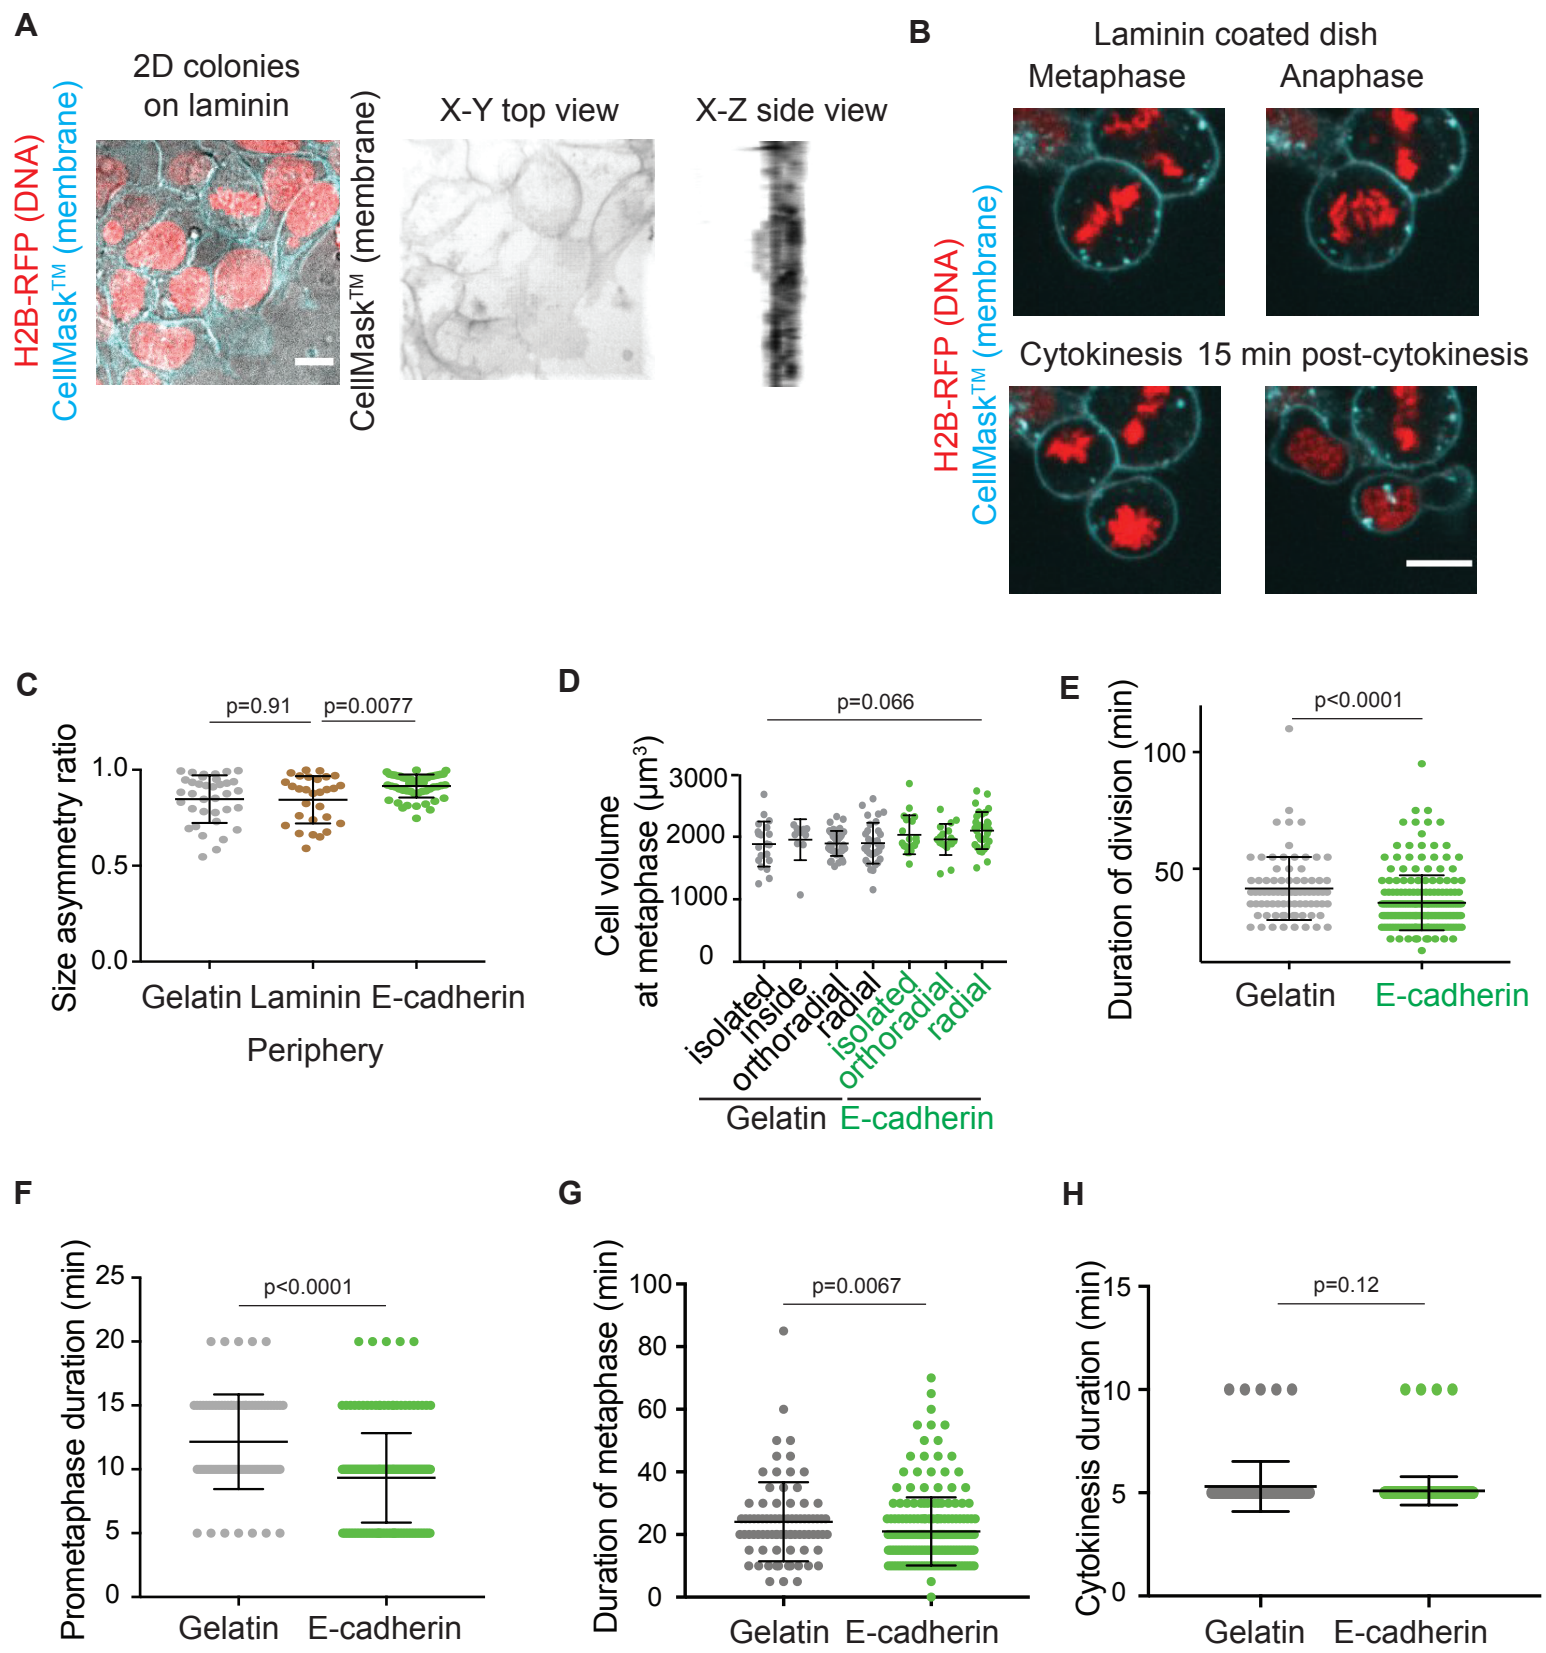 A
2D colonies
on laminin
H2B-RFP (DNA)
CellMask™ (membrane)
CellMask™ (membrane)
X-Y top view
X-Z side view
B
Laminin coated dish
Metaphase
Anaphase
H2B-RFP (DNA)
CellMask™ (membrane)
Cytokinesis
15 min post-cytokinesis
C
Size asymmetry ratio
p=0.91
p=0.0077
1.0
0.5
0.0
Gelatin
Laminin
E-cadherin
Periphery
D
Cell volume
at metaphase (µm³)
p=0.066
3000
2000
1000
0
isolated
inside
orthoradial
radial
isolated
orthoradial
radial
Gelatin
E-cadherin
E
Duration of division (min)
p<0.0001
100
50
Gelatin
E-cadherin
F
Prometaphase duration (min)
p<0.0001
25
20
15
10
5
0
Gelatin
E-cadherin
G
Duration of metaphase (min)
p=0.0067
100
80
60
40
20
0
Gelatin
E-cadherin
H
Cytokinesis duration (min)
p=0.12
15
10
5
0
Gelatin
E-cadherin